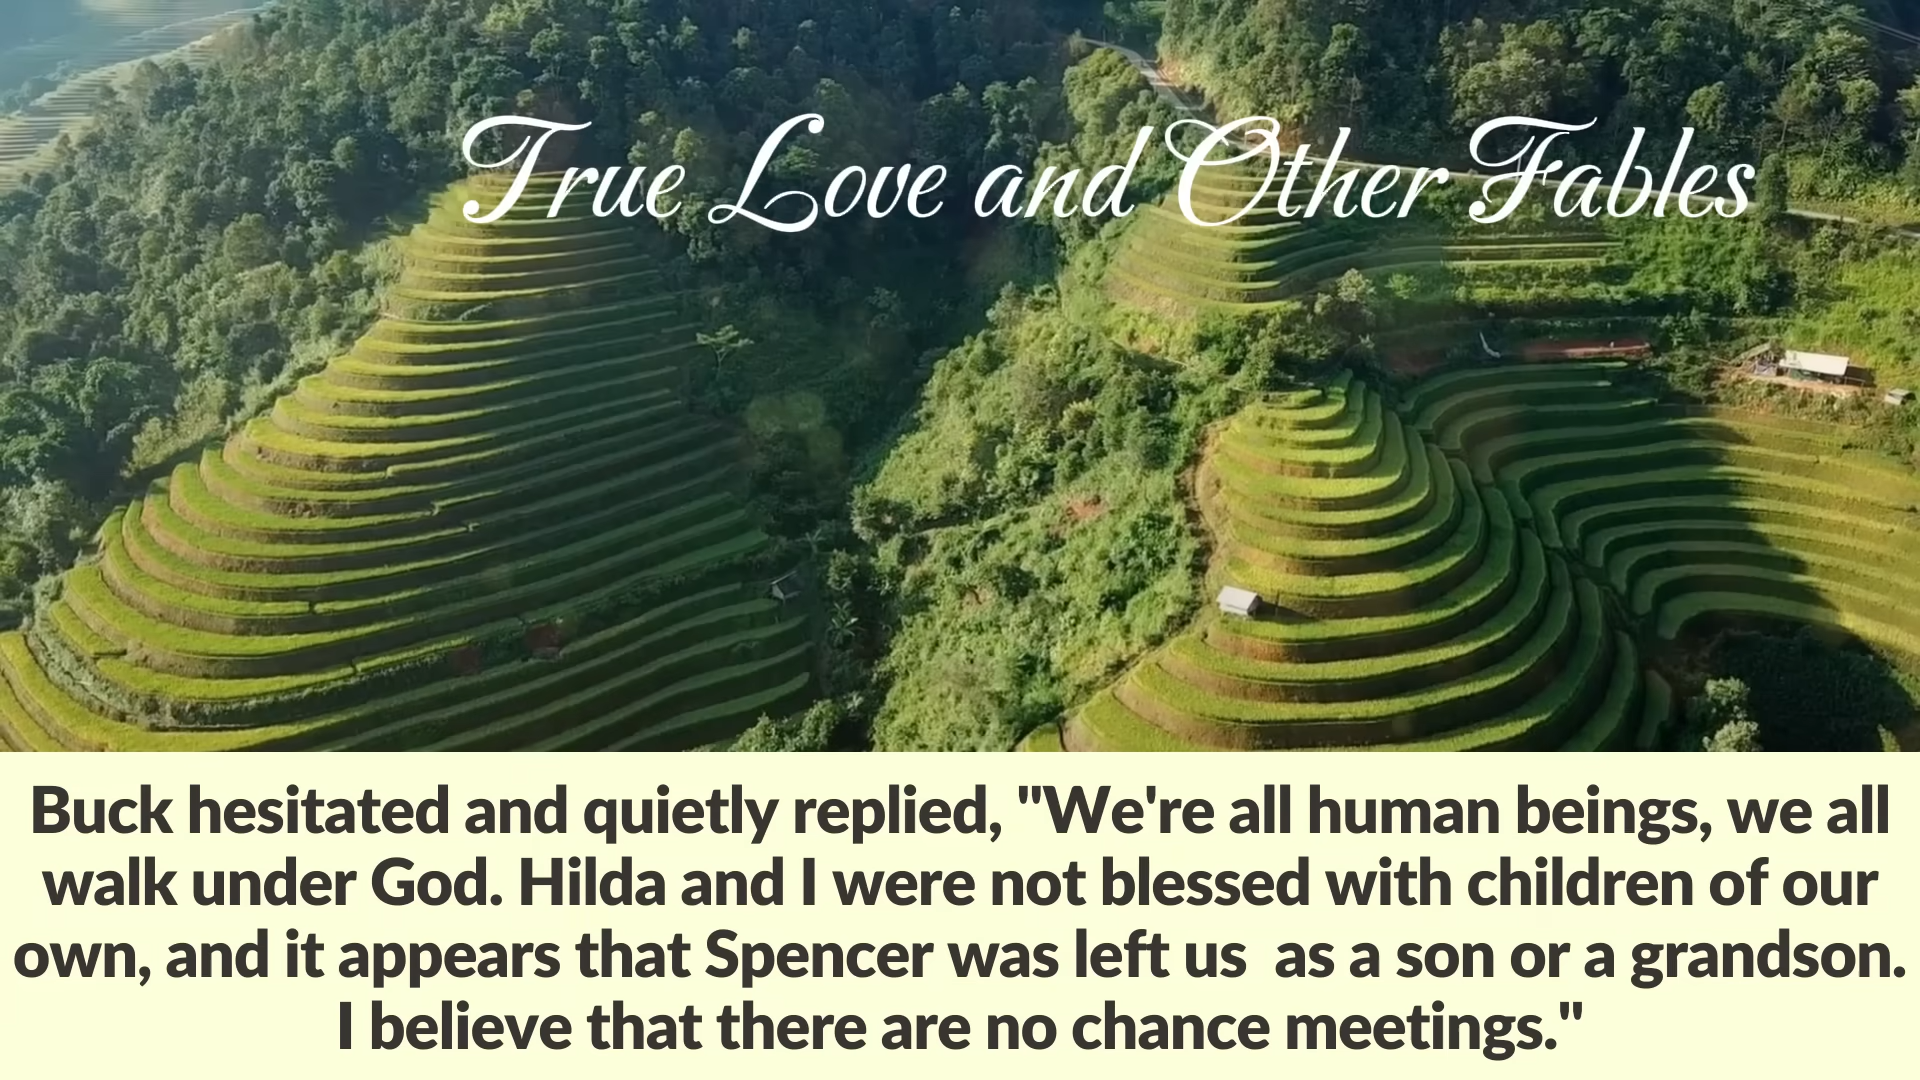 True Love and Other Fables
Buck hesitated and quietly replied, "We're all human beings, we all
walk under God. Hilda and I were not blessed with children of our
own, and it appears that Spencer was left us  as a son or a grandson.
I believe that there are no chance meetings."